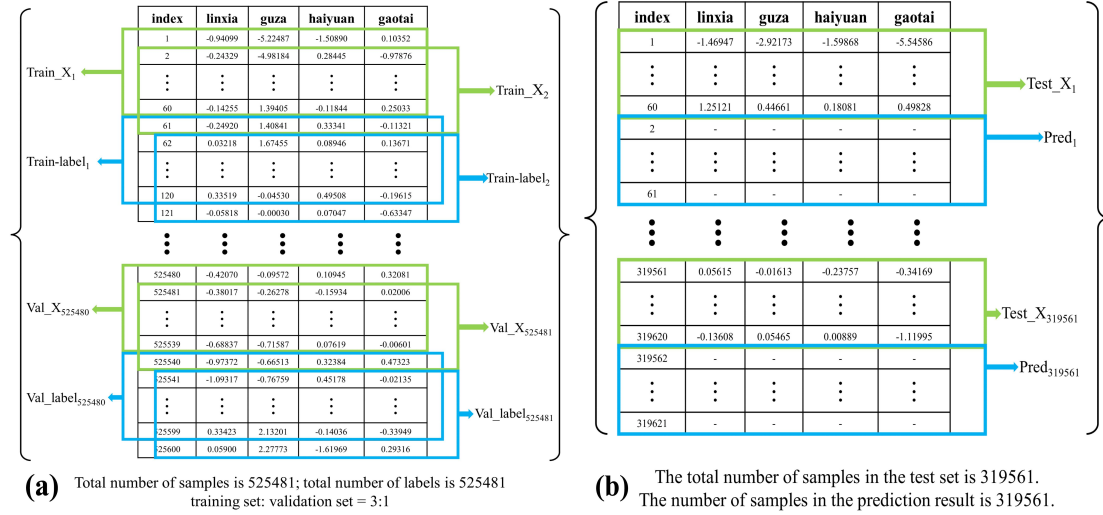 index linxia guza haiyuan gaotai
1 -0.94099 -5.22487 -1.50890 0.10352
2 -0.24329 -4.98184 0.28445 -0.97876
Train_X1
Train_X2
60 -0.14255 1.39405 -0.11844 0.25033
61 -0.24920 1.40841 0.33341 -0.11321
62 0.03218 1.67455 0.08946 0.13671
Train-label1
Train-label2
120 0.33519 -0.04530 0.49508 -0.19615
121 -0.05818 -0.00030 0.07047 -0.63347
525480 -0.42070 -0.09572 0.10945 0.32081
525481 -0.38017 -0.26278 -0.15934 0.02006
Val_X525480
Val_X525481
525539 -0.68837 -0.71587 0.07619 -0.00601
525540 -0.97372 -0.66513 0.32384 0.47323
525541 -1.09317 -0.76759 0.45178 -0.02135
Val_label525480
Val_label525481
525599 0.33423 2.13201 -0.14036 -0.33949
525600 0.05900 2.27773 -1.61969 0.29316
(a) Total number of samples is 525481; total number of labels is 525481
training set: validation set = 3:1
index linxia guza haiyuan gaotai
1 -1.46947 -2.92173 -1.59868 -5.54586
Test_X1
60 1.25121 0.44661 0.18081 0.49828
2 - - - -
Pred1
61 - - - -
319561 0.05615 -0.01613 -0.23757 -0.34169
Test_X319561
319620 -0.13608 0.05465 0.00889 -1.11995
319562 - - - -
Pred319561
319621 - - - -
(b) The total number of samples in the test set is 319561.
The number of samples in the prediction result is 319561.